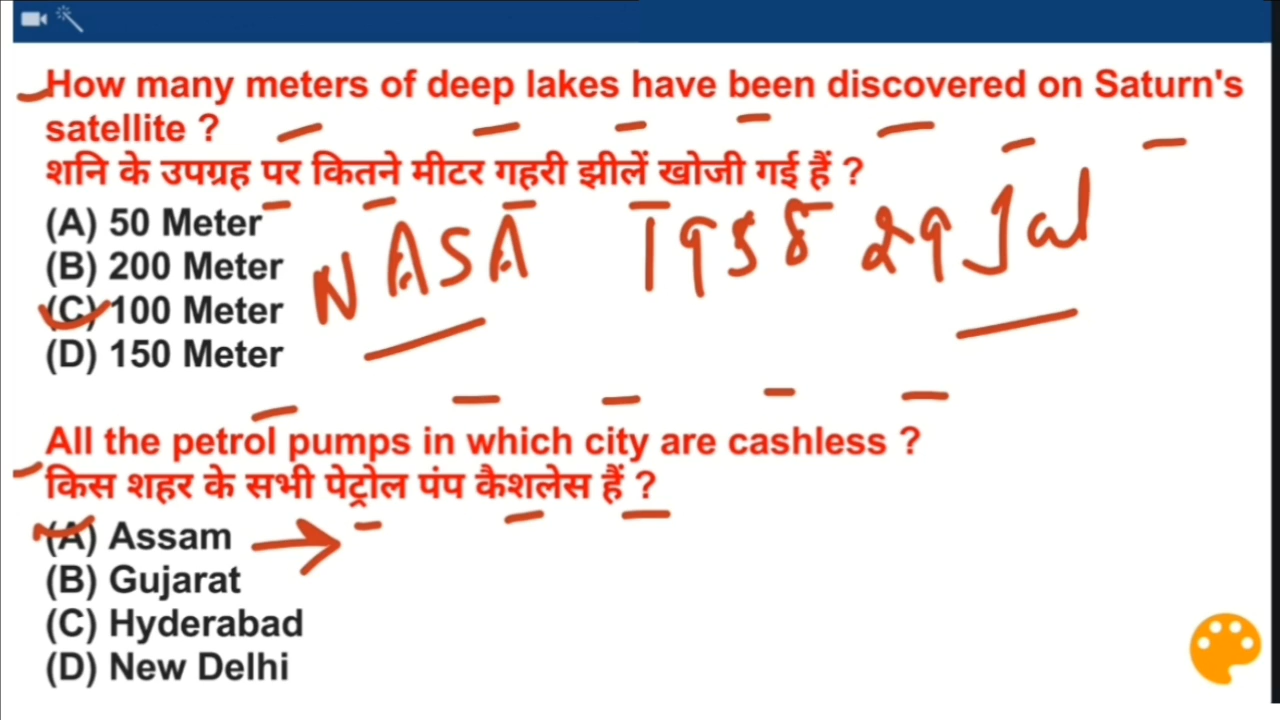 How many meters of deep lakes have been discovered on Saturn's
satellite ?
शनि के उपग्रह पर कितने मीटर गहरी झीलें खोजी गई हैं ?
(A) 50 Meter
(B) 200 Meter
(C) 100 Meter
(D) 150 Meter
NASA 1958 29 Jul
All the petrol pumps in which city are cashless ?
किस शहर के सभी पेट्रोल पंप कैशलेस हैं ?
(A) Assam
(B) Gujarat
(C) Hyderabad
(D) New Delhi